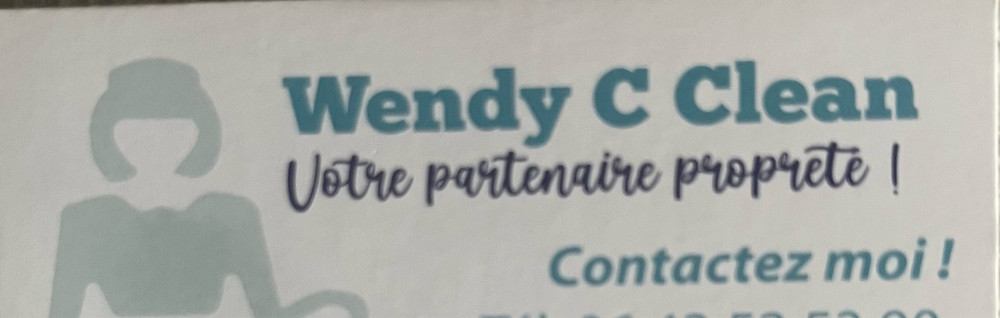 Wendy C Clean
Votre partenaire propreté !
Contactez moi !